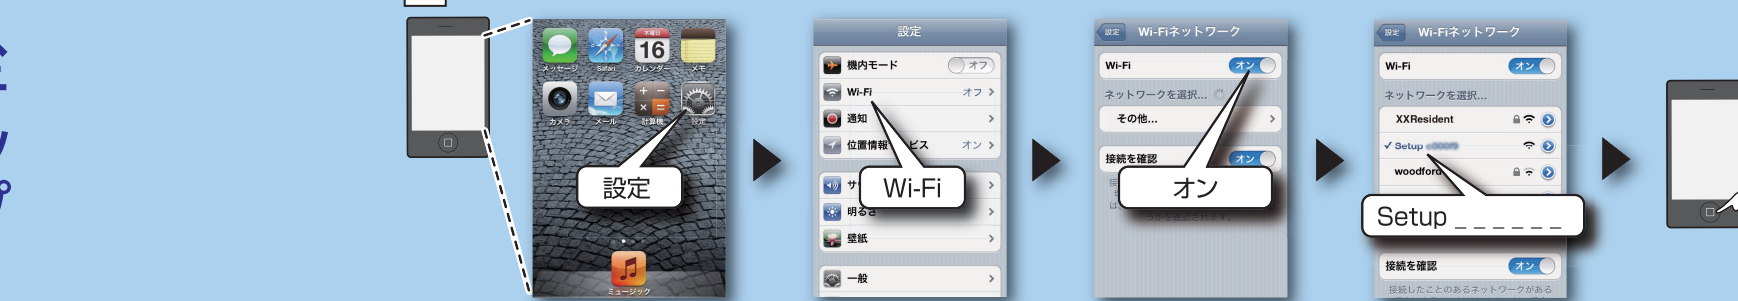 メッセージ
Safari
木曜日
16
カレンダー
メモ
カメラ
メール
計算機
設定
設定
ミュージック
設定
機内モード
オフ
Wi-Fi
オフ
通知
位置情報
ビス
オン
サ
Wi-Fi
明るさ
壁紙
一般
設定
Wi-Fiネットワーク
Wi-Fi
オン
ネットワークを選択...
その他...
接続を確認
オン
オン
設定
Wi-Fiネットワーク
Wi-Fi
オン
ネットワークを選択...
XXResident
✓ Setup c000f9
woodford
Setup _ _ _ _ _ _
接続を確認
オン
接続したことのあるネットワークがある